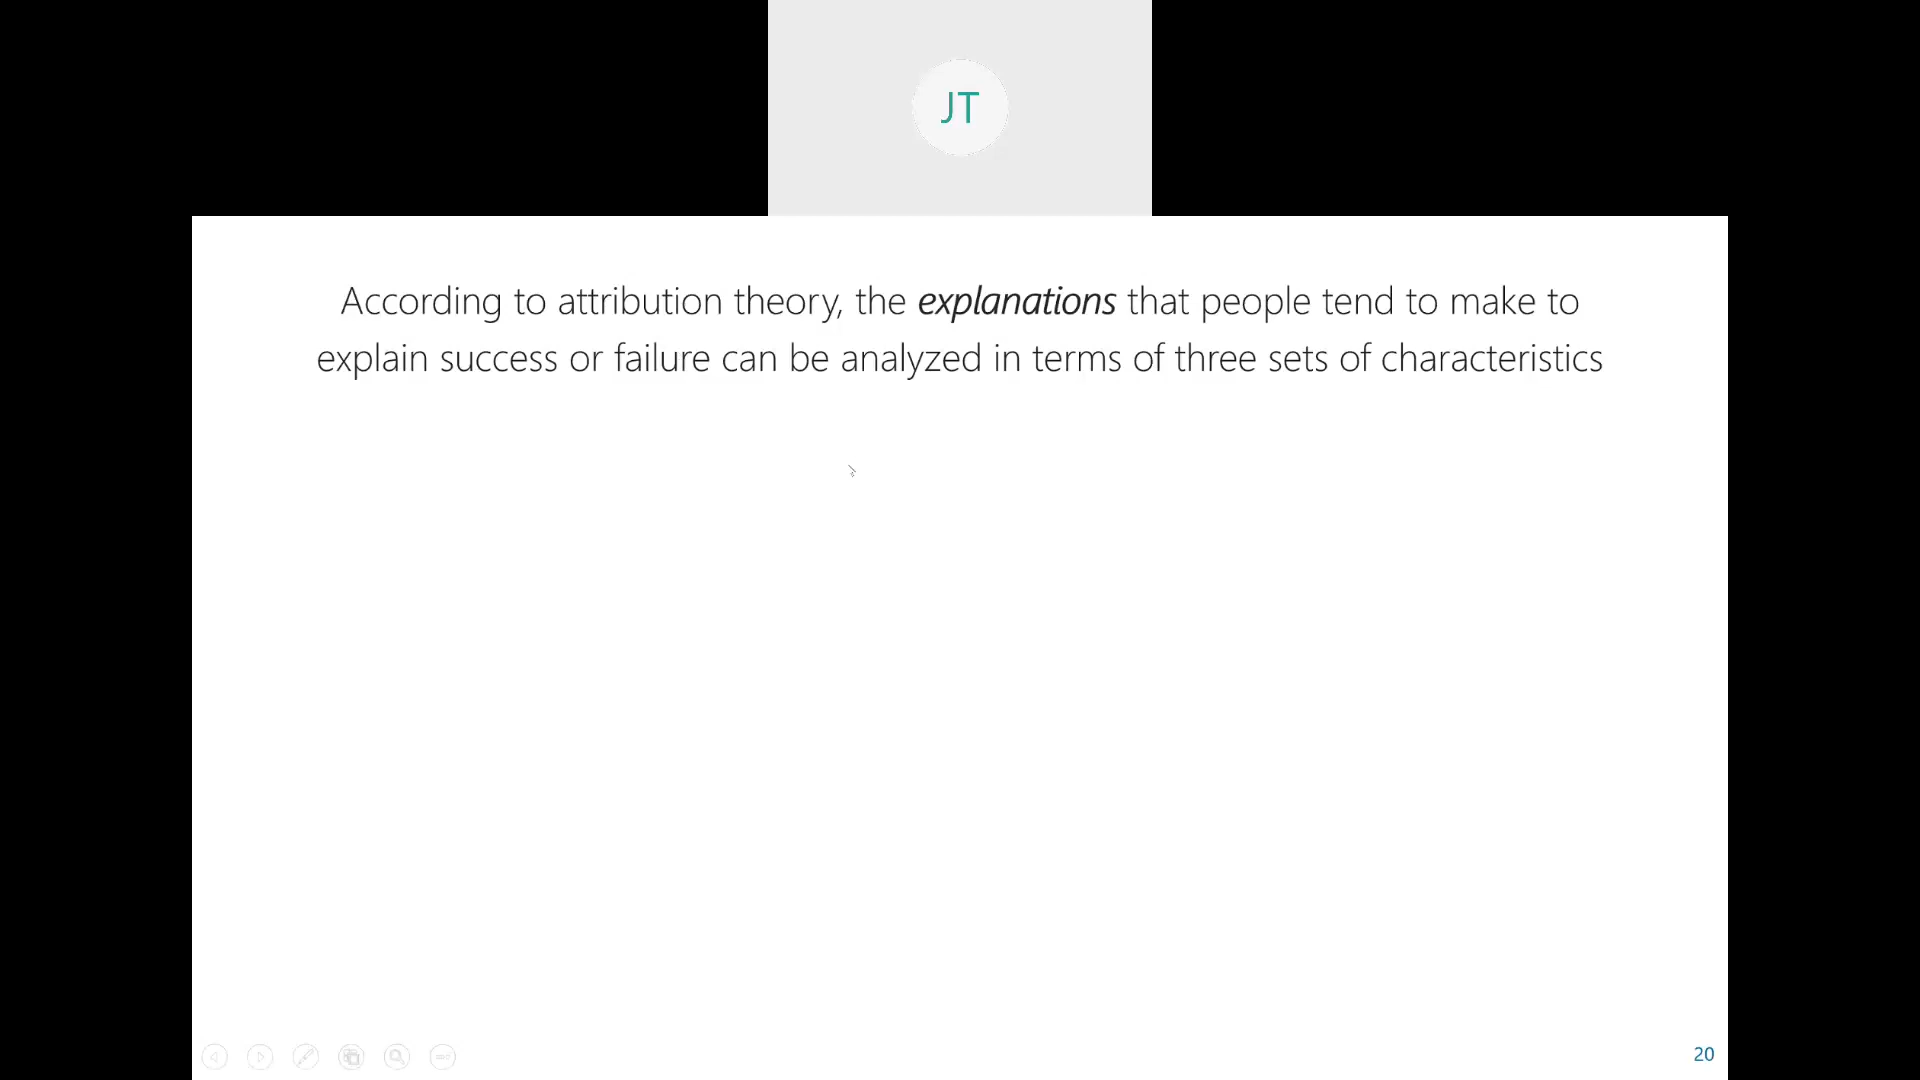 JT
According to attribution theory, the explanations that people tend to make to
explain success or failure can be analyzed in terms of three sets of characteristics
20